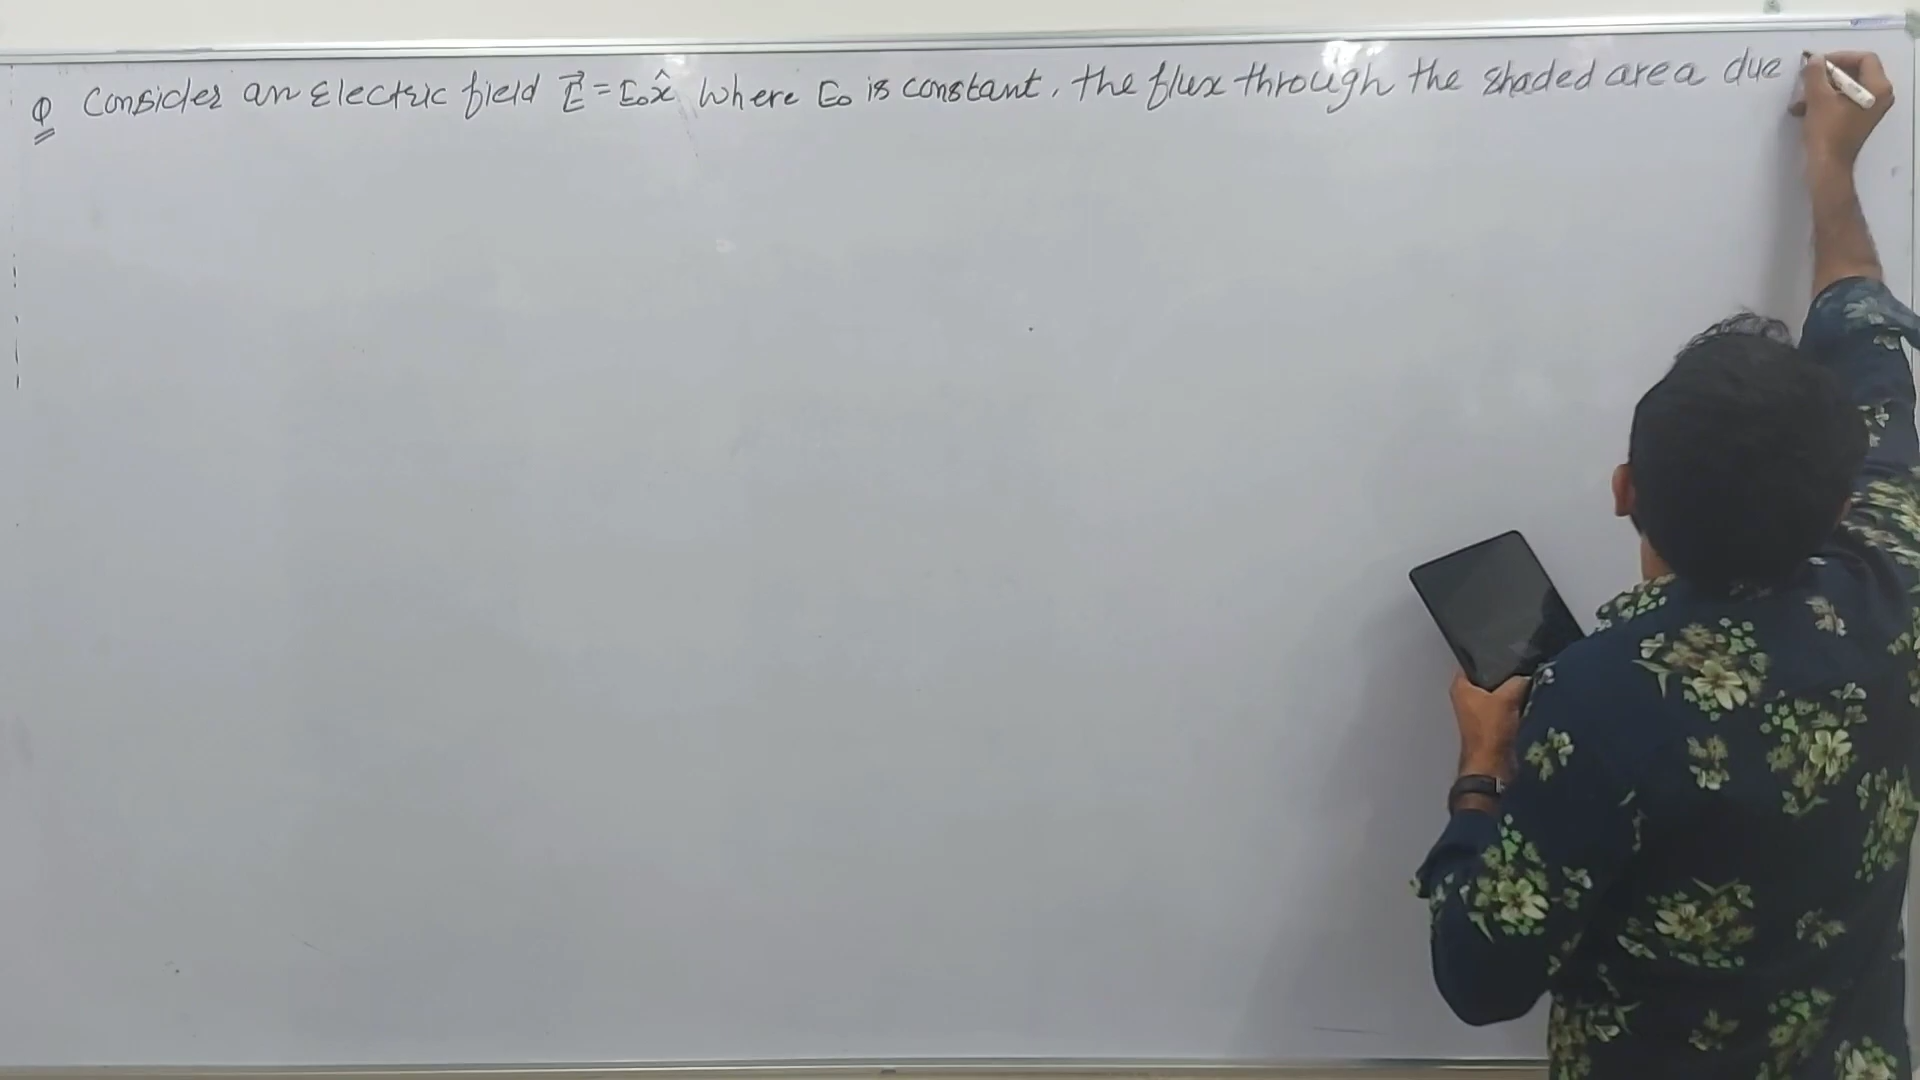 Q Consider an Electric field E⃗ = E₀x̂ Where E₀ is constant. the flux through the shaded area due